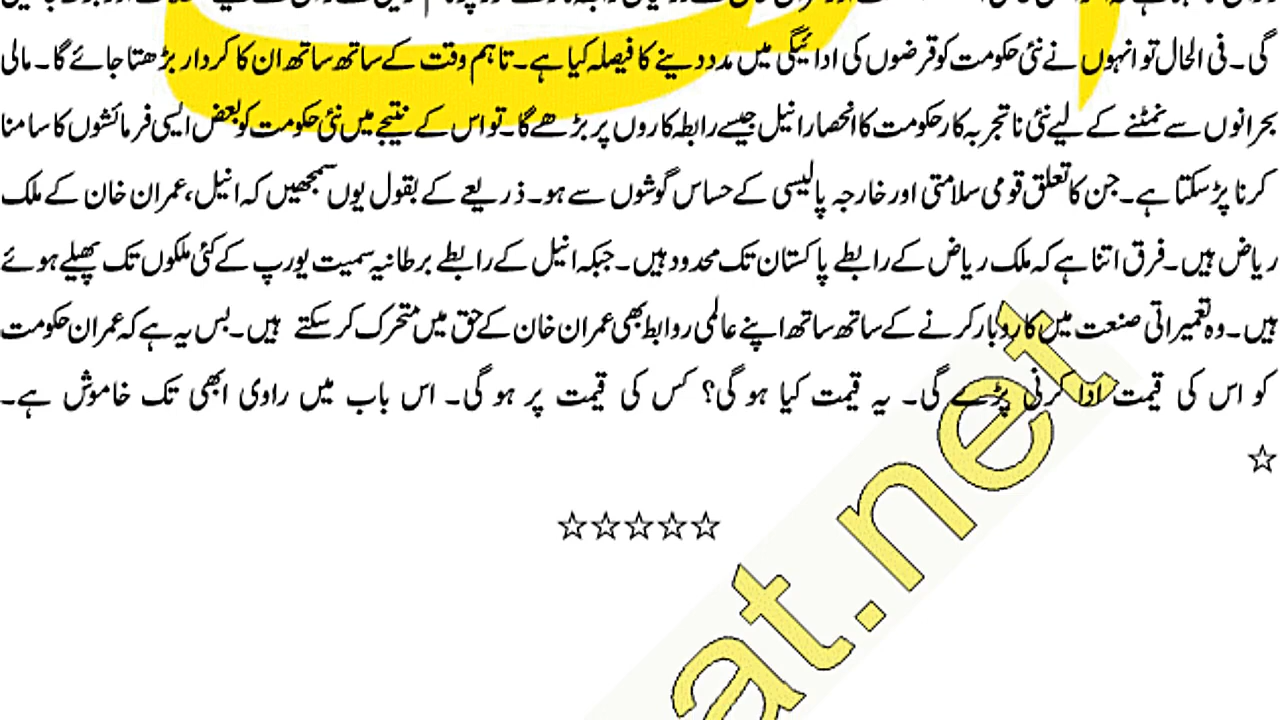 گی۔ فی الحال تو انہوں نے نئی حکومت کو قرضوں کی ادائیگی میں مدد دینے کا فیصلہ کیا ہے۔ تاہم وقت کے ساتھ ساتھ ان کا کردار بڑھتا جائے گا۔ مالی
بحرانوں سے نمٹنے کے لیے نئی ناتجربہ کار حکومت کا انحصار انیل جیسے رابطہ کاروں پر بڑھے گا۔ تو اس کے نتیجے میں نئی حکومت کو بعض ایسی فرمائشوں کا سامنا
کرنا پڑ سکتا ہے۔ جن کا تعلق قومی سلامتی اور خارجہ پالیسی کے حساس گوشوں سے ہو۔ ذریعے کے بقول یوں سمجھیں کہ انیل، عمران خان کے ملک
ریاض ہیں۔ فرق اتنا ہے کہ ملک ریاض کے رابطے پاکستان تک محدود ہیں۔ جبکہ انیل کے رابطے برطانیہ سمیت یورپ کے کئی ملکوں تک پھیلے ہوئے
ہیں۔ وہ تعمیراتی صنعت میں کاروبار کرنے کے ساتھ ساتھ اپنے عالمی روابط بھی عمران خان کے حق میں متحرک کر سکتے ہیں۔ بس یہ ہے کہ عمران حکومت
کو اس کی قیمت ادا کرنی پڑے گی۔ یہ قیمت کیا ہو گی؟ کس کی قیمت پر ہو گی۔ اس باب میں راوی ابھی تک خاموش ہے۔
☆
☆☆☆☆☆
at.net